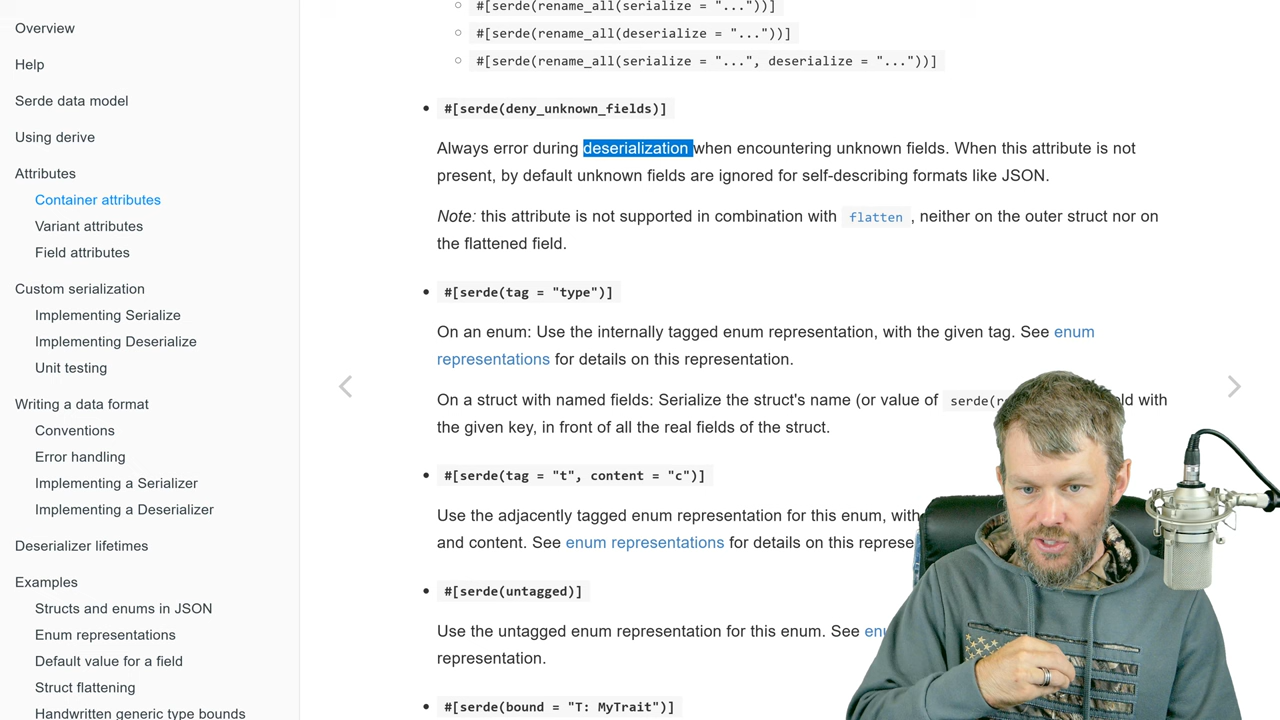 Overview
Help
Serde data model
Using derive
Attributes
Container attributes
Variant attributes
Field attributes
Custom serialization
Implementing Serialize
Implementing Deserialize
Unit testing
Writing a data format
Conventions
Error handling
Implementing a Serializer
Implementing a Deserializer
Deserializer lifetimes
Examples
Structs and enums in JSON
Enum representations
Default value for a field
Struct flattening
Handwritten generic type bounds
#[serde(rename_all(serialize = "..."))]
#[serde(rename_all(deserialize = "..."))]
#[serde(rename_all(serialize = "...", deserialize = "..."))]
#[serde(deny_unknown_fields)]
Always error during deserialization when encountering unknown fields. When this attribute is not
present, by default unknown fields are ignored for self-describing formats like JSON.
Note: this attribute is not supported in combination with flatten , neither on the outer struct nor on
the flattened field.
#[serde(tag = "type")]
On an enum: Use the internally tagged enum representation, with the given tag. See enum
representations for details on this representation.
On a struct with named fields: Serialize the struct's name (or value of serde(r ld with
the given key, in front of all the real fields of the struct.
#[serde(tag = "t", content = "c")]
Use the adjacently tagged enum representation for this enum, with
and content. See enum representations for details on this represe
#[serde(untagged)]
Use the untagged enum representation for this enum. See enu
representation.
#[serde(bound = "T: MyTrait")]